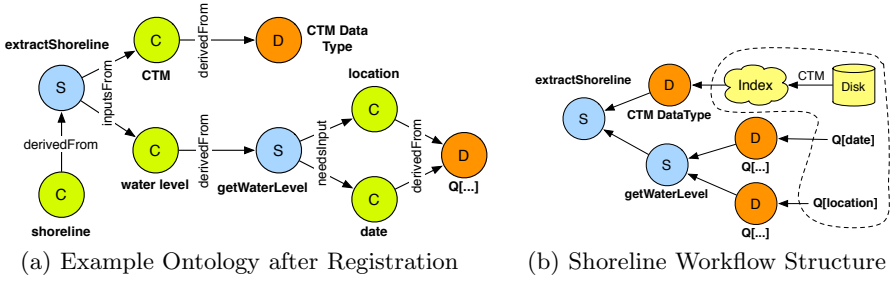 extractShoreline
S
derivedFrom
C
shoreline
inputsFrom
C
CTM
derivedFrom
D
CTM Data
Type
C
water level
derivedFrom
S
getWaterLevel
needsInput
location
C
C
date
derivedFrom
D
Q[...]
(a) Example Ontology after Registration
extractShoreline
S
D
CTM DataType
Index
CTM
Disk
S
getWaterLevel
D
Q[...]
Q[date]
D
Q[...]
Q[location]
(b) Shoreline Workflow Structure